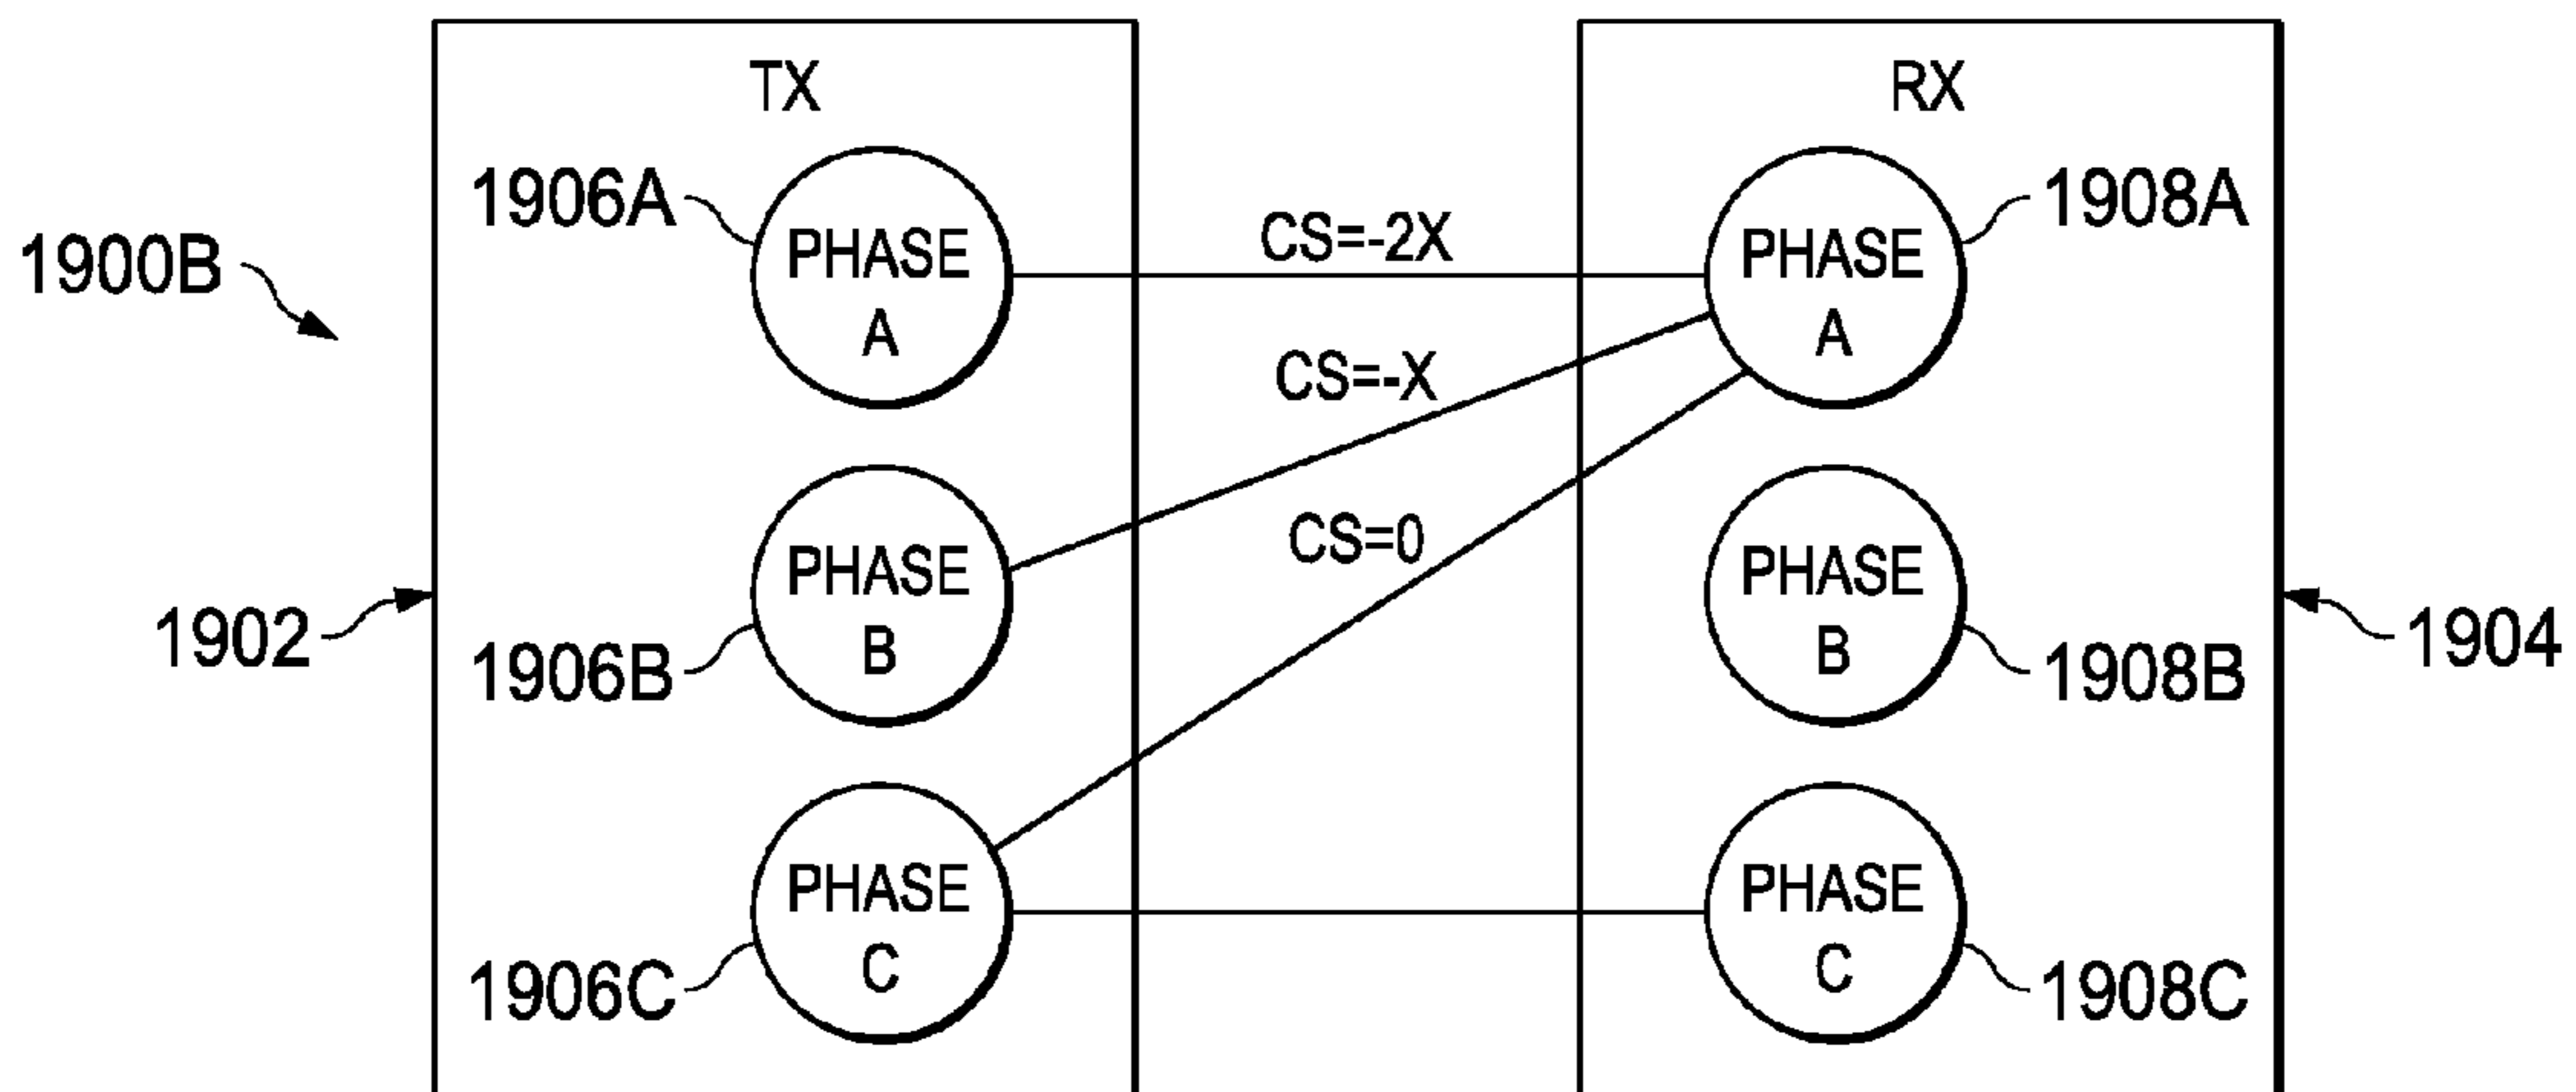 TX
RX
1906A
1908A
1900B
PHASE
A
CS=-2X
PHASE
A
CS=-X
CS=0
PHASE
B
PHASE
B
1902
1904
1906B
1908B
PHASE
C
PHASE
C
1906C
1908C